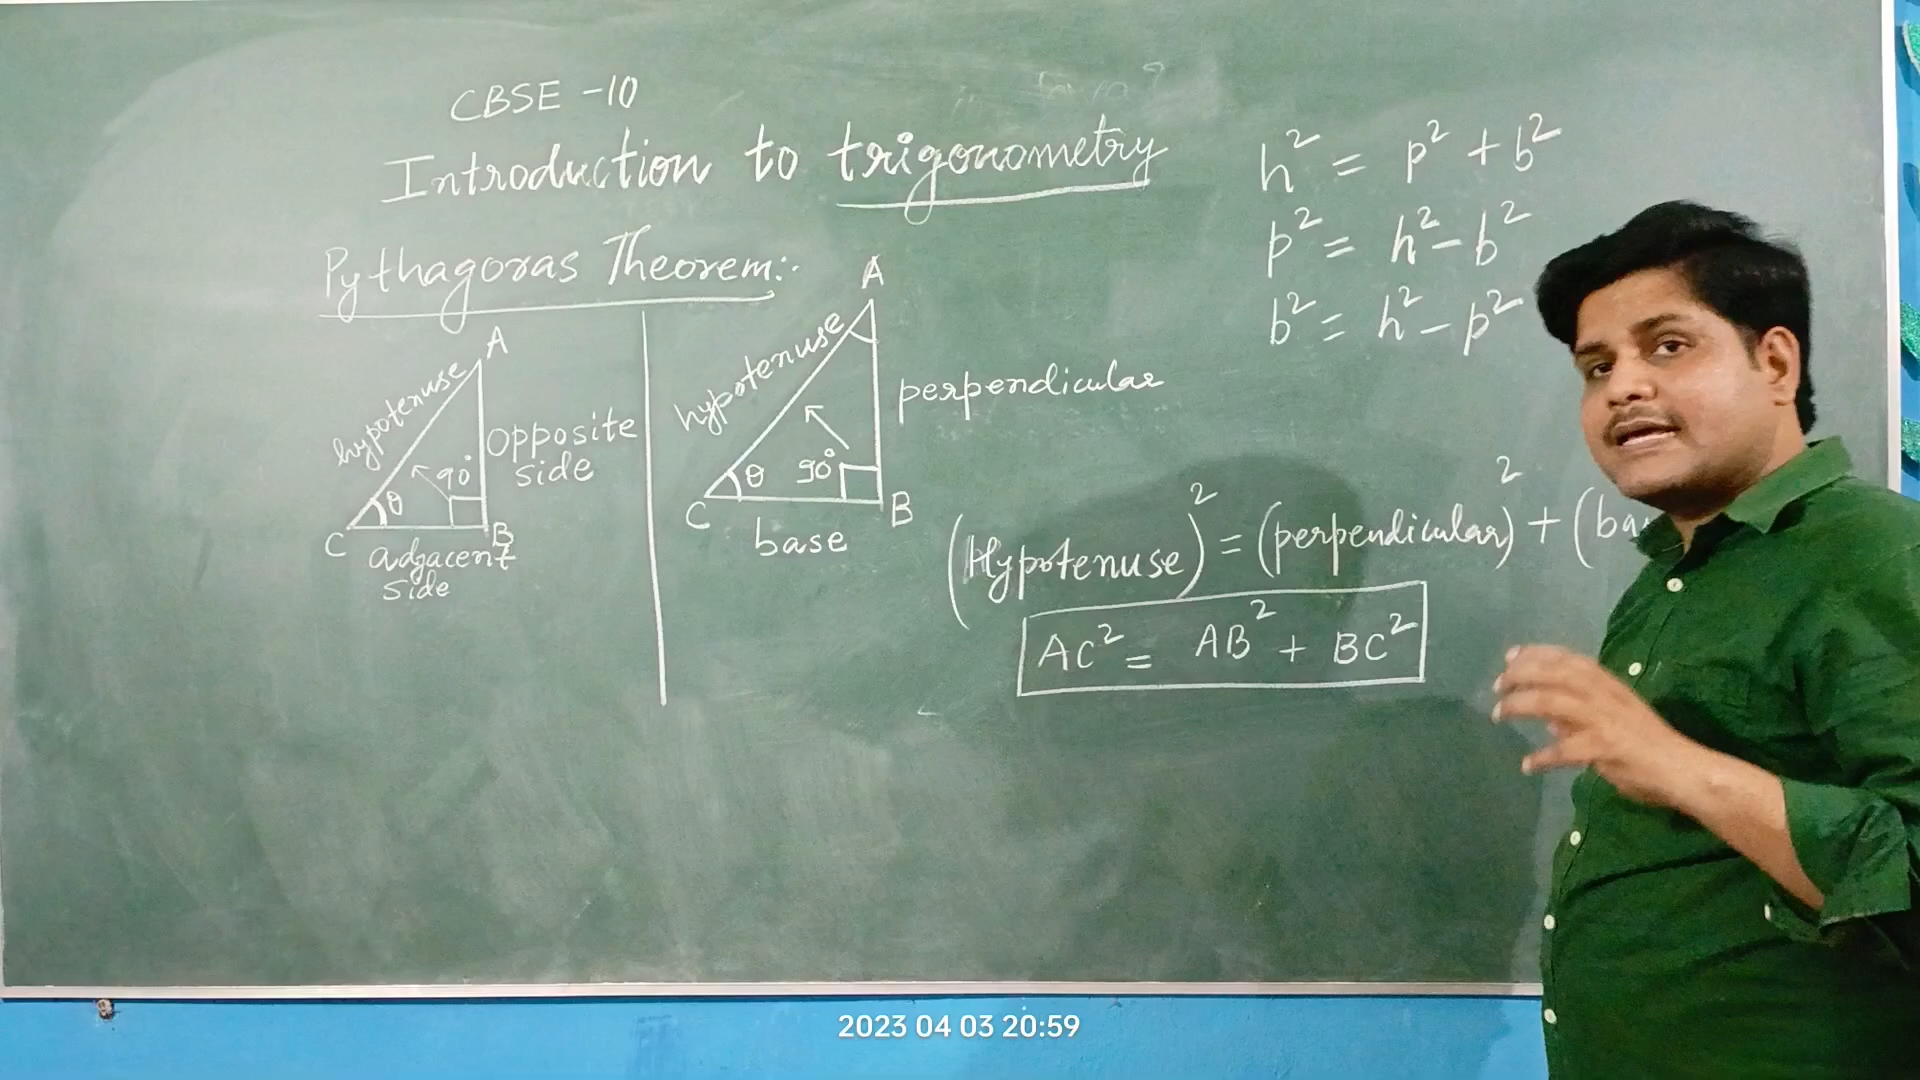 CBSE -10
Introduction to trigonometry
Pythagoras Theorem:
A
hypotenuse
opposite
side
90°
θ
C
B
adjacent
side
A
hypotenuse
perpendicular
θ
90°
C
B
base
h² = p² + b²
p² = h² - b²
b² = h² - p²
(Hypotenuse)² = (perpendicular)² + (ba
AC² = AB² + BC²
2023 04 03 20:59